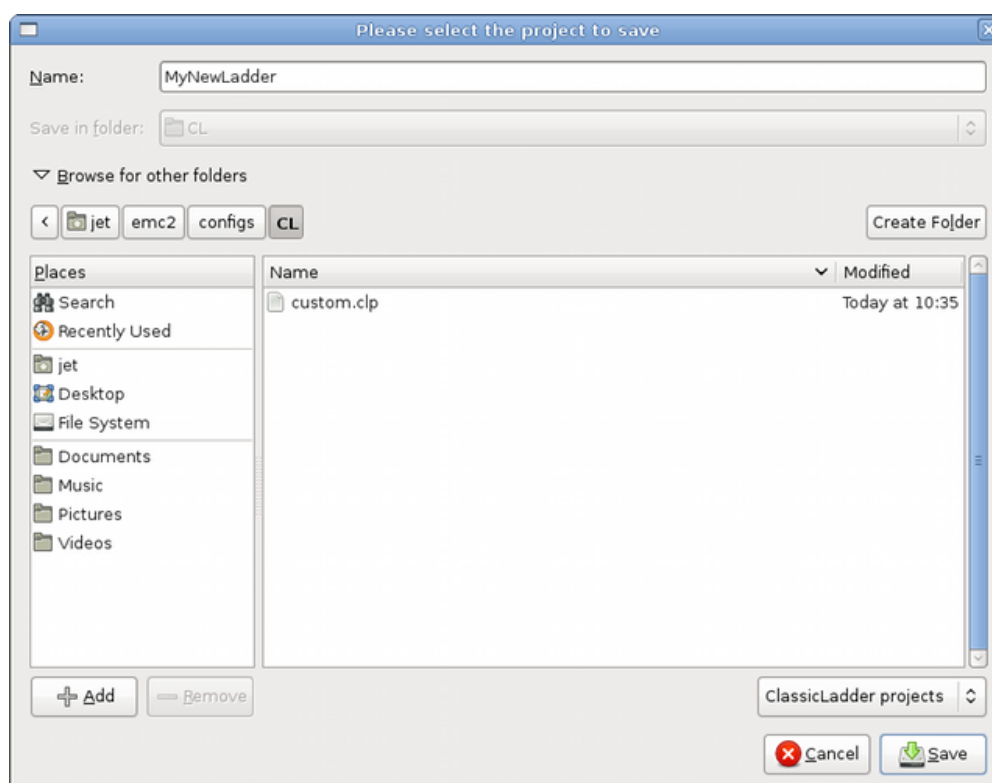 Please select the project to save
Name: MyNewLadder
Save in folder: CL
Browse for other folders
jet emc2 configs CL Create Folder
Places Name Modified
Search custom.clp Today at 10:35
Recently Used
jet
Desktop
File System
Documents
Music
Pictures
Videos
Add Remove ClassicLadder projects
Cancel Save